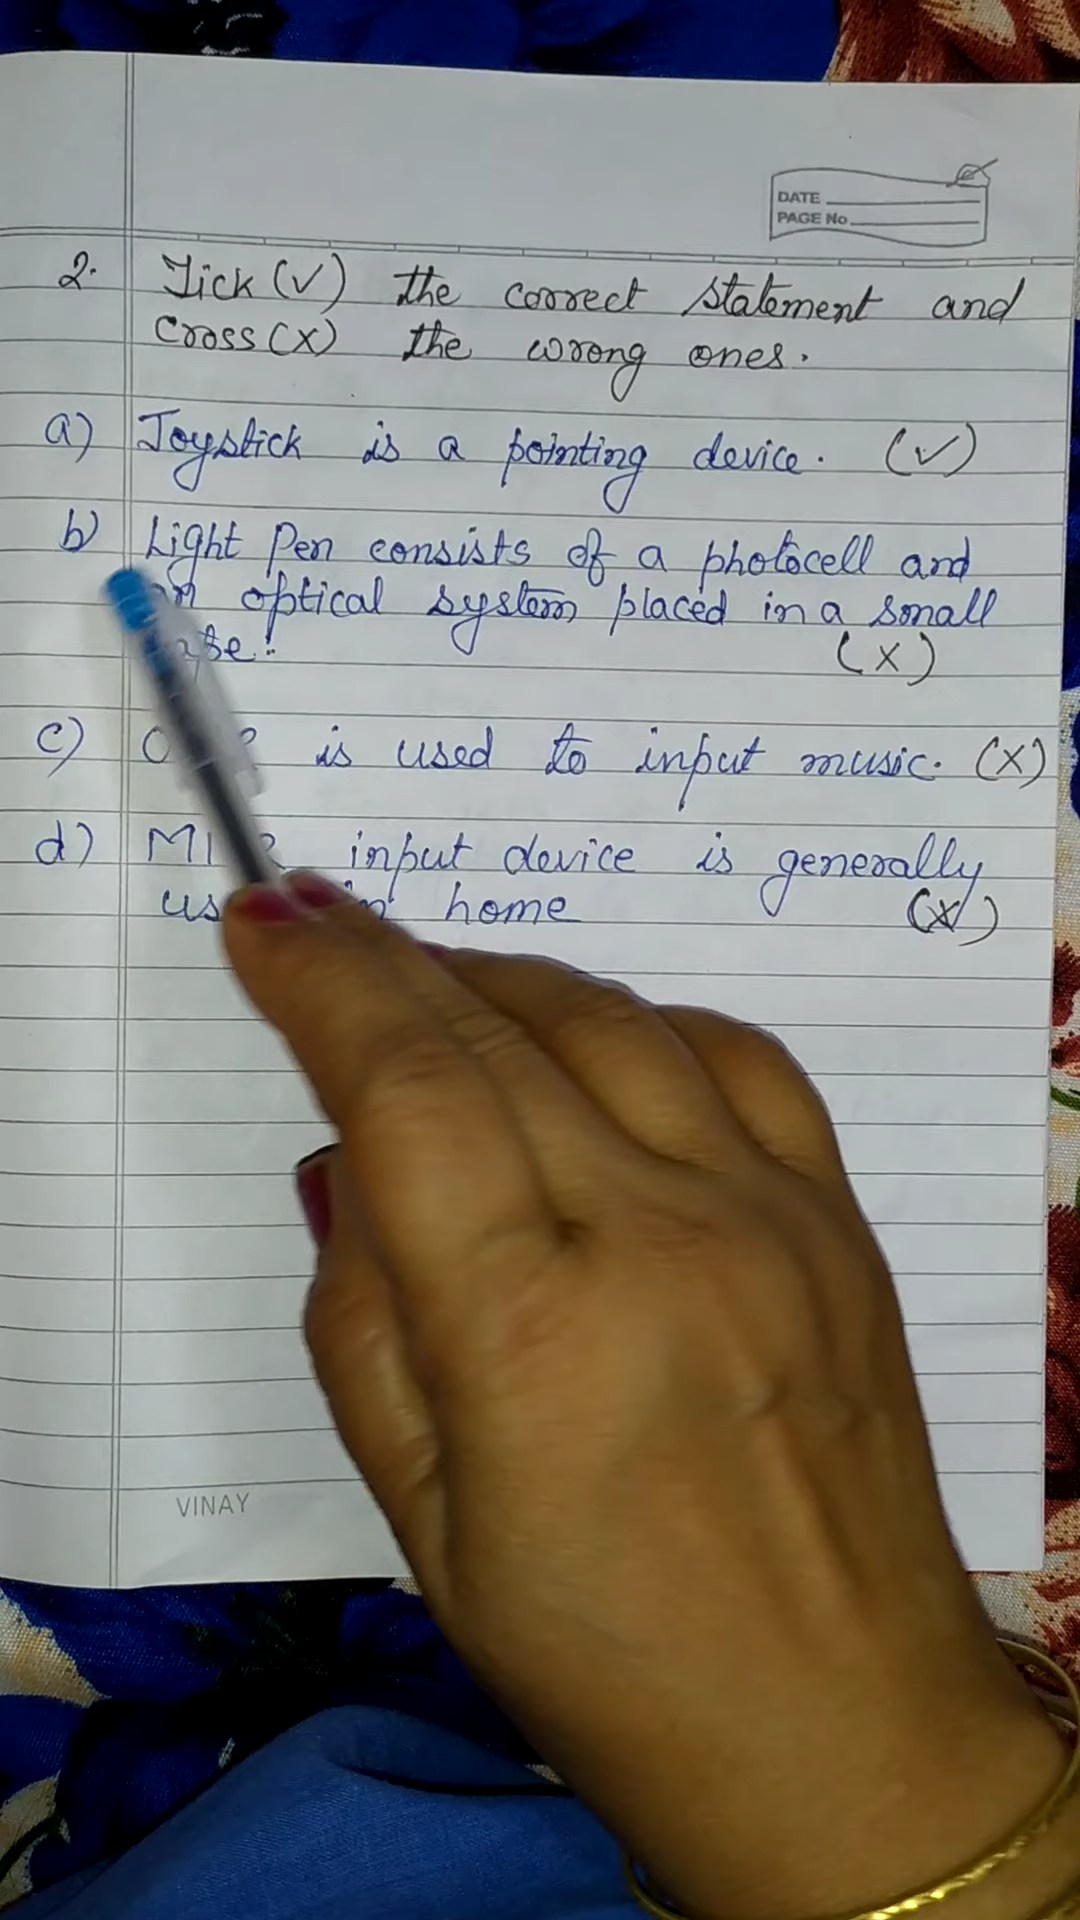 DATE
PAGE No.
2. Tick (✓) the correct statement and
Cross (X) the wrong ones.
a) Joystick is a pointing device. (✓)
b) Light Pen consists of a photocell and
optical system placed in a small
(X)
c) is used to input music. (X)
d) input device is generally
in home (X)
VINAY